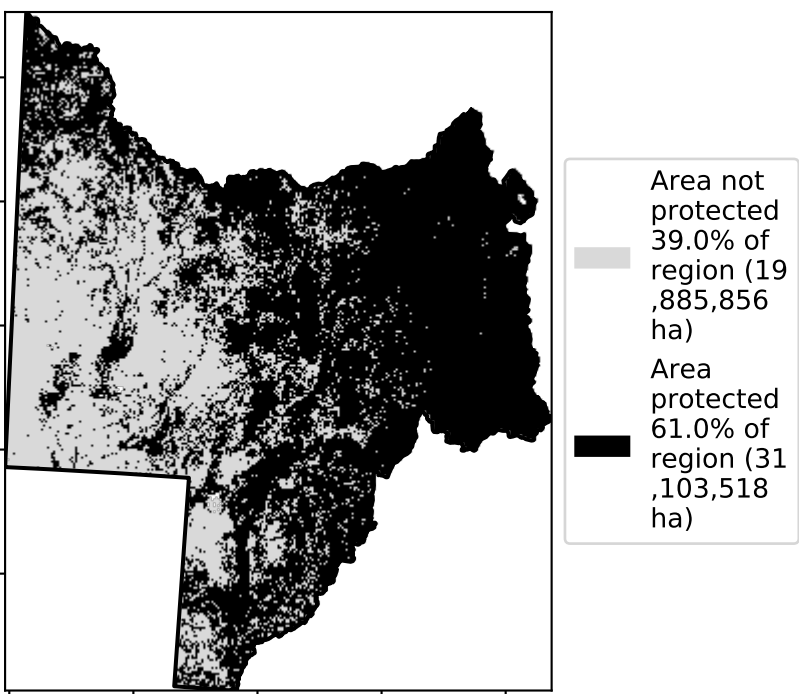 Area not
protected
39.0% of
region (19
,885,856
ha)
Area
protected
61.0% of
region (31
,103,518
ha)